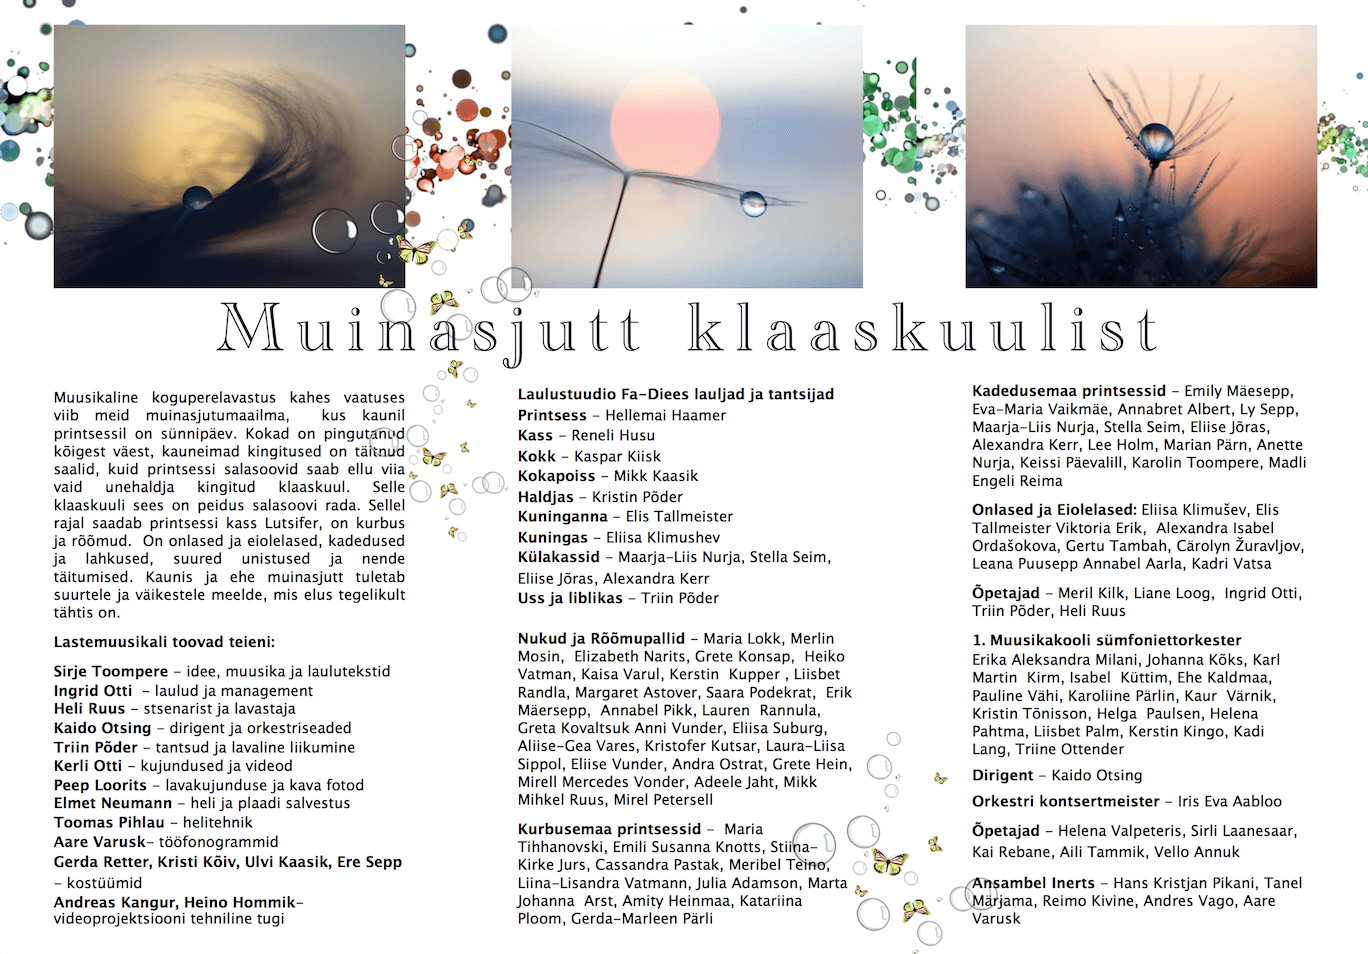 Muinasjutt klaaskuulist
Muusikaline koguperelavastus kahes vaatuses
viib meid muinasjutumaailma, kus kaunil
printsessil on sünnipäev. Kokad on pingutanud
kõigest väest, kauneimad kingitused on täitnud
saalid, kuid printsessi salasoovid saab ellu viia
vaid unehaldja kingitud klaaskuul. Selle
klaaskuuli sees on peidus salasoovi rada. Sellel
rajal saadab printsessi kass Lutsifer, on kurbus
ja rõõmud. On onlased ja eiolelased, kadedused
ja lahkused, suured unistused ja nende
täitumised. Kaunis ja ehe muinasjutt tuletab
suurtele ja väikestele meelde, mis elus tegelikult
tähtis on.
Lastemuusikali toovad teieni:
Sirje Toompere – idee, muusika ja laulutekstid
Ingrid Otti – laulud ja management
Heli Ruus – stsenarist ja lavastaja
Kaido Otsing – dirigent ja orkestriseaded
Triin Põder – tantsud ja lavaline liikumine
Kerli Otti – kujundused ja videod
Peep Loorits – lavakujunduse ja kava fotod
Elmet Neumann – heli ja plaadi salvestus
Toomas Pihlau – helitehnik
Aare Varusk– tööfonogrammid
Gerda Retter, Kristi Kõiv, Ulvi Kaasik, Ere Sepp
– kostüümid
Andreas Kangur, Heino Hommik–
videoprojektsiooni tehniline tugi
Laulustuudio Fa-Diees lauljad ja tantsijad
Printsess – Hellemai Haamer
Kass – Reneli Husu
Kokk – Kaspar Kiisk
Kokapoiss – Mikk Kaasik
Haldjas – Kristin Põder
Kuninganna – Elis Tallmeister
Kuningas – Eliisa Klimushev
Külakassid – Maarja-Liis Nurja, Stella Seim,
Eliise Jõras, Alexandra Kerr
Uss ja liblikas – Triin Põder
Nukud ja Rõõmupallid – Maria Lokk, Merlin
Mosin, Elizabeth Narits, Grete Konsap, Heiko
Vatman, Kaisa Varul, Kerstin Kupper , Liisbet
Randla, Margaret Astover, Saara Podekrat, Erik
Mäersepp, Annabel Pikk, Lauren Rannula,
Greta Kovaltsuk Anni Vunder, Eliisa Suburg,
Aliise-Gea Vares, Kristofer Kutsar, Laura-Liisa
Sippol, Eliise Vunder, Andra Ostrat, Grete Hein,
Mirell Mercedes Vonder, Adeele Jaht, Mikk
Mihkel Ruus, Mirel Petersell
Kurbusemaa printsessid – Maria
Tihhanovski, Emili Susanna Knotts, Stiina-
Kirke Jurs, Cassandra Pastak, Meribel Teino,
Liina-Lisandra Vatmann, Julia Adamson, Marta
Johanna Arst, Amity Heinmaa, Katariina
Ploom, Gerda-Marleen Pärli
Kadedusemaa printsessid – Emily Mäesepp,
Eva-Maria Vaikmäe, Annabret Albert, Ly Sepp,
Maarja-Liis Nurja, Stella Seim, Eliise Jõras,
Alexandra Kerr, Lee Holm, Marian Pärn, Anette
Nurja, Keissi Päevalill, Karolin Toompere, Madli
Engeli Reima
Onlased ja Eiolelased: Eliisa Klimušev, Elis
Tallmeister Viktoria Erik, Alexandra Isabel
Ordašokova, Gertu Tambah, Cärolyn Žuravljov,
Leana Puusepp Annabel Aarla, Kadri Vatsa
Õpetajad – Meril Kilk, Liane Loog, Ingrid Otti,
Triin Põder, Heli Ruus
1. Muusikakooli sümfoniettorkester
Erika Aleksandra Milani, Johanna Kõks, Karl
Martin Kirm, Isabel Küttim, Ehe Kaldmaa,
Pauline Vähi, Karoliine Pärlin, Kaur Värnik,
Kristin Tõnisson, Helga Paulsen, Helena
Pahtma, Liisbet Palm, Kerstin Kingo, Kadi
Lang, Triine Ottender
Dirigent – Kaido Otsing
Orkestri kontsertmeister – Iris Eva Aabloo
Õpetajad – Helena Valpeteris, Sirli Laanesaar,
Kai Rebane, Aili Tammik, Vello Annuk
Ansambel Inerts – Hans Kristjan Pikani, Tanel
Märjama, Reimo Kivine, Andres Vago, Aare
Varusk